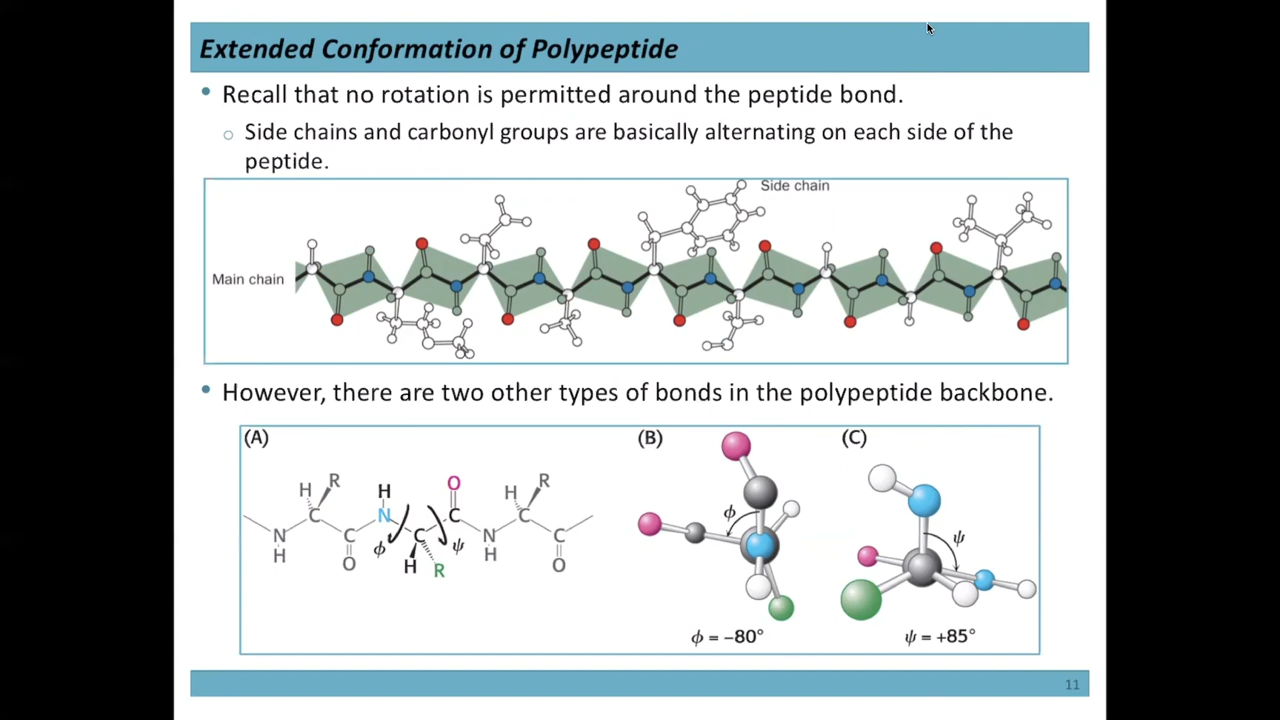 Extended Conformation of Polypeptide
• Recall that no rotation is permitted around the peptide bond.
○ Side chains and carbonyl groups are basically alternating on each side of the
peptide.
Side chain
Main chain
• However, there are two other types of bonds in the polypeptide backbone.
(A)
H R
H
N
H
C
C
O
N
ϕ
C
H
R
ψ
O
C
N
H
H R
C
C
O
(B)
ϕ
ϕ = −80°
(C)
ψ
ψ = +85°
11